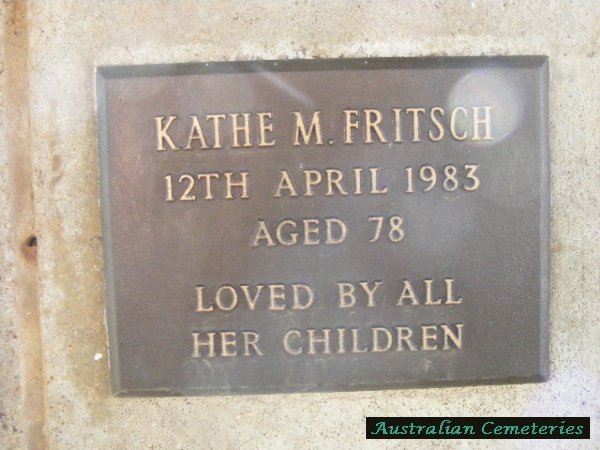 KATHE M. FRITSCH
12TH APRIL 1983
AGED 78
LOVED BY ALL
HER CHILDREN
Australian Cemeteries